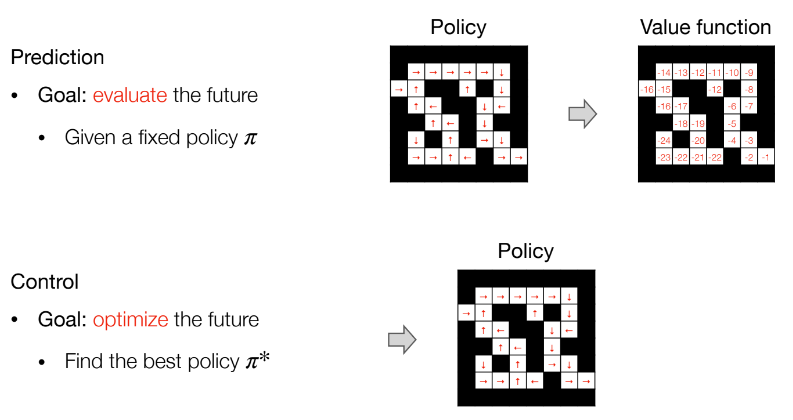 Policy
Value function
Prediction
• Goal: evaluate the future
• Given a fixed policy π
→ → → → → ↓
→ ↑ ↑ ↓
↑ ← ↓ ←
↑ ← ↓
↓ ↑ → ↓
→ → ↑ ← → →
-14 -13 -12 -11 -10 -9
-16 -15 -12 -8
-16 -17 -6 -7
-18 -19 -5
-24 -20 -4 -3
-23 -22 -21 -22 -2 -1
Policy
Control
• Goal: optimize the future
• Find the best policy π*
→ → → → → ↓
→ ↑ ↑ ↓
↑ ← ↓ ←
↑ ← ↓
↓ ↑ → ↓
→ → ↑ ← → →